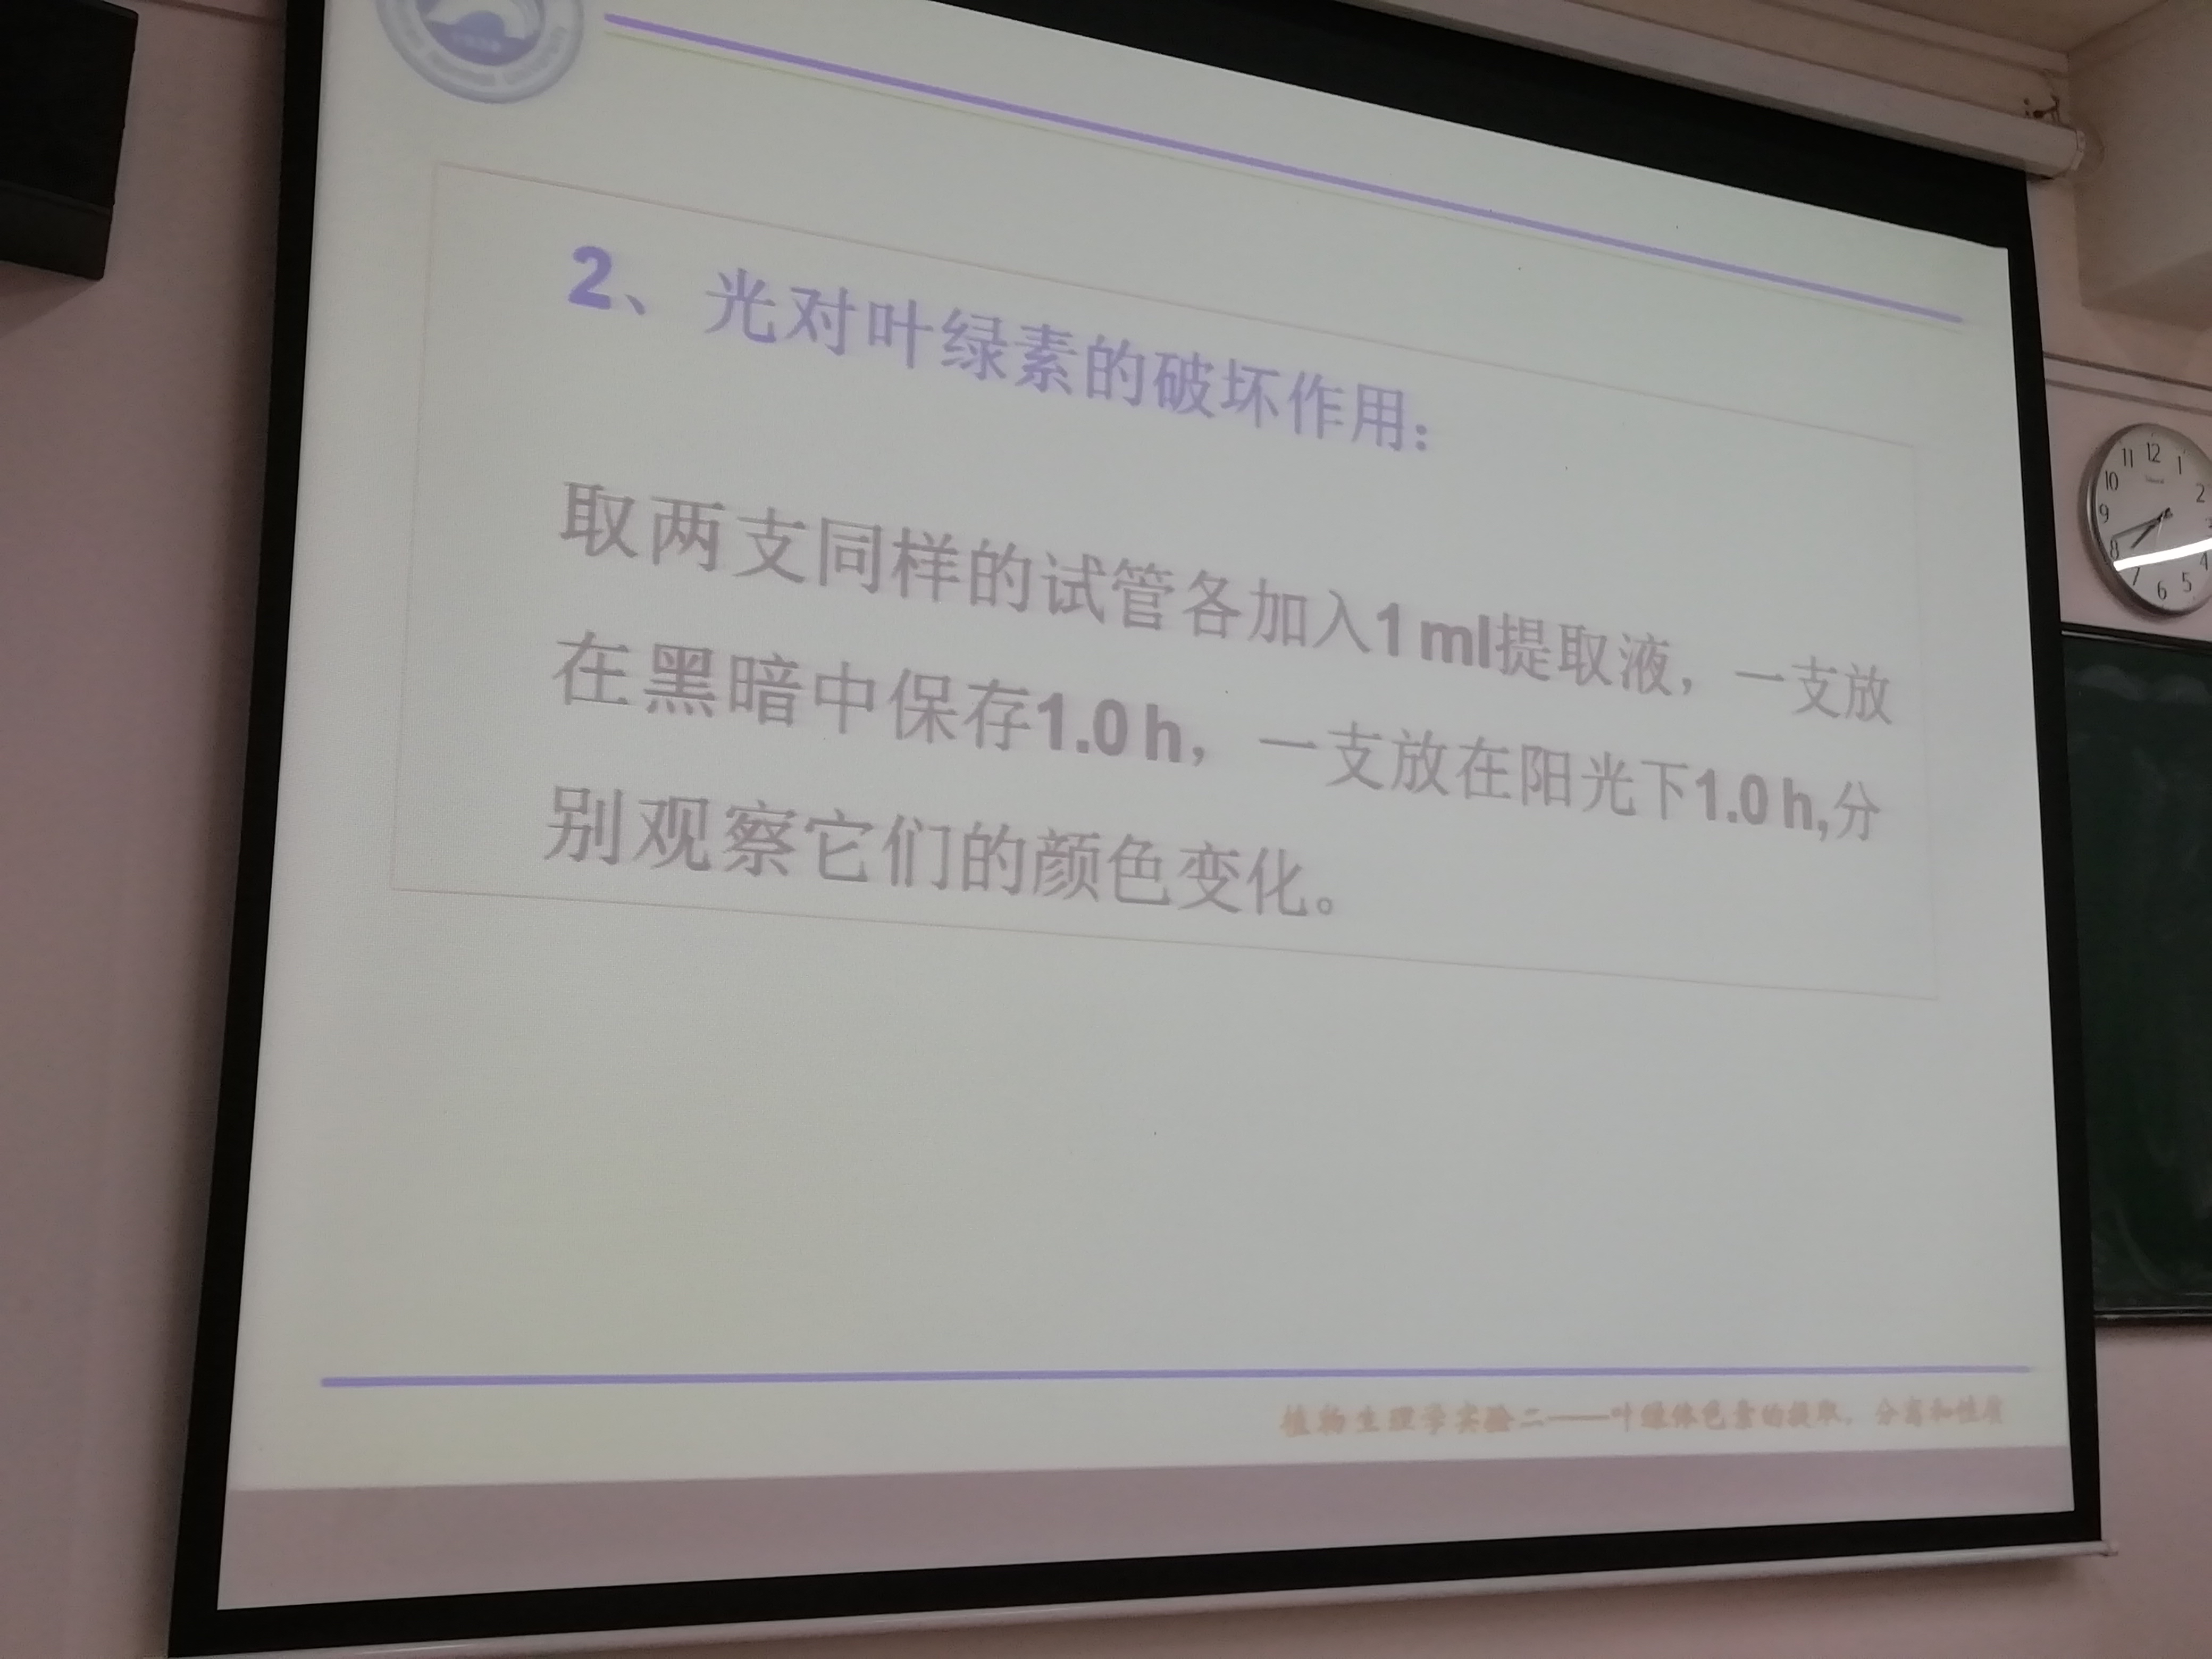 2、光对叶绿素的破坏作用:
取两支同样的试管各加入1ml提取液，一支放
在黑暗中保存1.0h，一支放在阳光下1.0h,分
别观察它们的颜色变化。
植物生理学实验二——叶绿体色素的提取，分离和性质
12
11
1
10
2
9
8
4
7
5
6